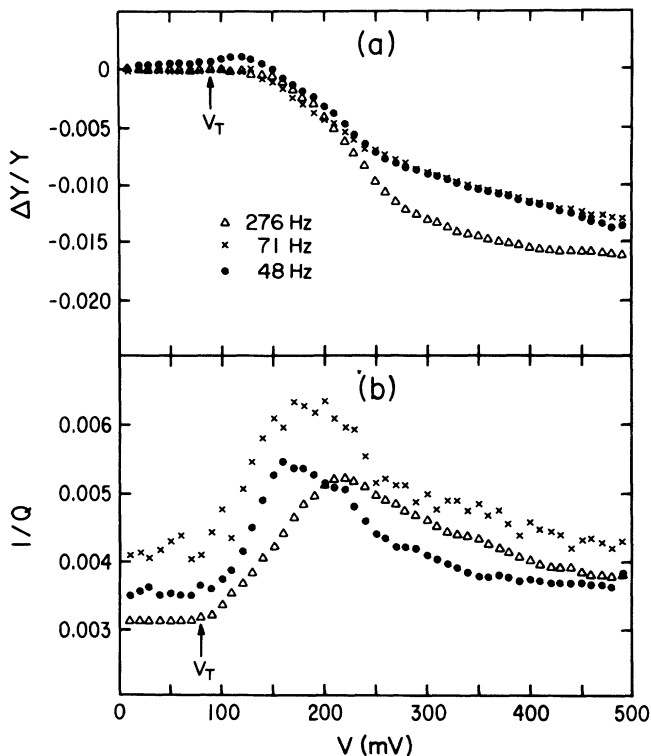 (a)
0
-0.005
-0.010
-0.015
-0.020
ΔY/Y
V_T
△ 276 Hz
× 71 Hz
● 48 Hz
(b)
0.006
0.005
0.004
0.003
I/Q
V_T
0 100 200 300 400 500
V (mV)